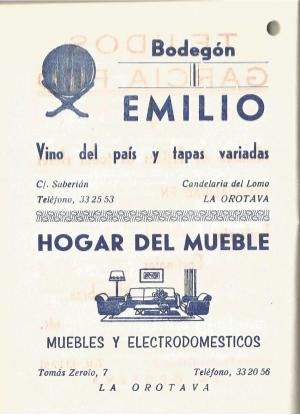 Bodegón
EMILIO
Vino del país y tapas variadas
C/. Suberián
Candelaria del Lomo
Teléfono, 33 25 53
LA OROTAVA
HOGAR DEL MUEBLE
MUEBLES Y ELECTRODOMESTICOS
Tomás Zerolo, 7
Teléfono, 33 20 56
LA OROTAVA